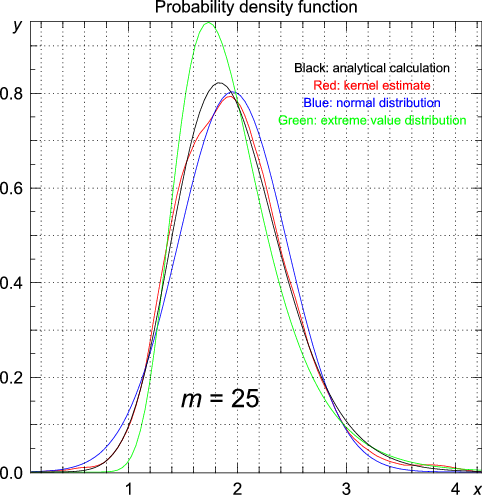 Probability density function
y
Black: analytical calculation
Red: kernel estimate
Blue: normal distribution
Green: extreme value distribution
0.8
0.6
0.4
0.2
m = 25
0.0
1 2 3 4 x